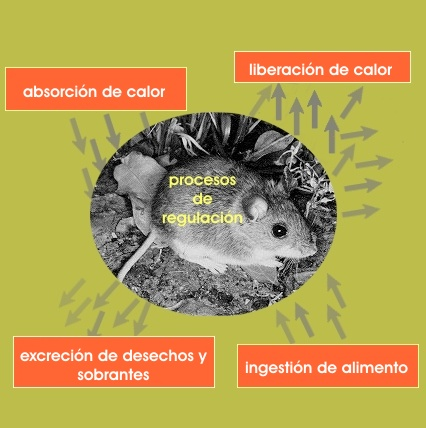 liberación de calor
absorción de calor
procesos
de
regulación
excreción de desechos y
sobrantes
ingestión de alimento